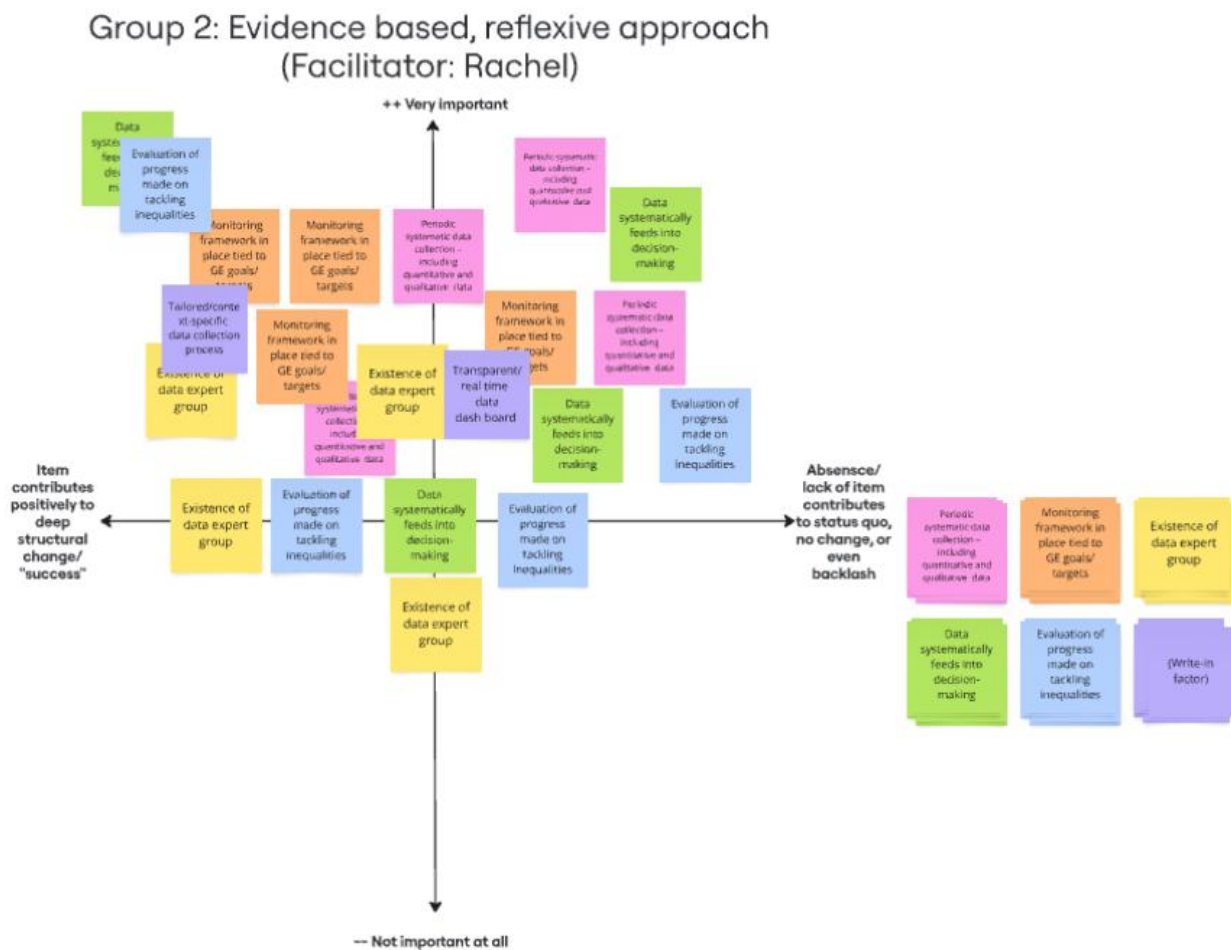 Group 2: Evidence based, reflexive approach
(Facilitator: Rachel)
++ Very important
Data
Evaluation of
progress
made on
tackling
inequalities
Periodic systematic
data collection –
including
quantitative and
qualitative data
Data
systematically
feeds into
decision-
making
Monitoring
framework in
place tied to
GE goals/
targets
Monitoring
framework in
place tied to
GE goals/
targets
Periodic
systematic data
collection –
including
quantitative and
qualitative data
Tailored/conte
xt-specific
data collection
process
Monitoring
framework in
place tied to
GE goals/
targets
Monitoring
framework in
place tied to
GE goals/
Periodic
systematic data
collection –
including
quantitative and
qualitative data
Existence of
data expert
group
Existence of
data expert
group
Transparent/
real time
data
dash board
quantitative and
qualitative data
Data
systematically
feeds into
decision-
making
Evaluation of
progress
made on
tackling
inequalities
Item
contributes
positively to
deep
structural
change/
"success"
Existence of
data expert
group
Evaluation of
progress
made on
tackling
inequalities
Data
systematically
feeds into
decision-
making
Evaluation of
progress
made on
tackling
inequalities
Existence of
data expert
group
Absensce/
lack of item
contributes
to status quo,
no change, or
even
backlash
Periodic
systematic data
collection –
including
quantitative and
qualitative data
Monitoring
framework in
place tied to
GE goals/
targets
Existence of
data expert
group
Data
systematically
feeds into
decision-
making
Evaluation of
progress
made on
tackling
inequalities
(Write-in
factor)
-- Not important at all